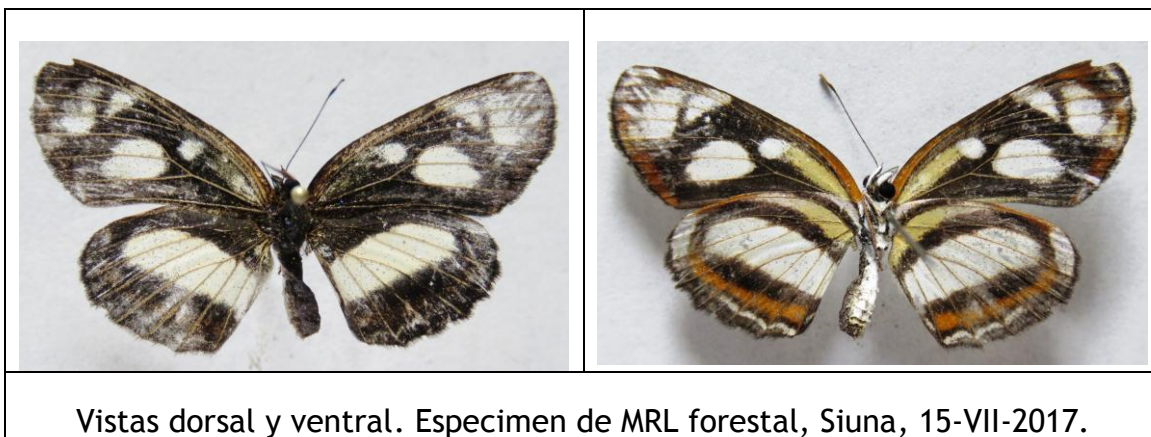 Vistas dorsal y ventral. Especimen de MRL forestal, Siuna, 15-VII-2017.